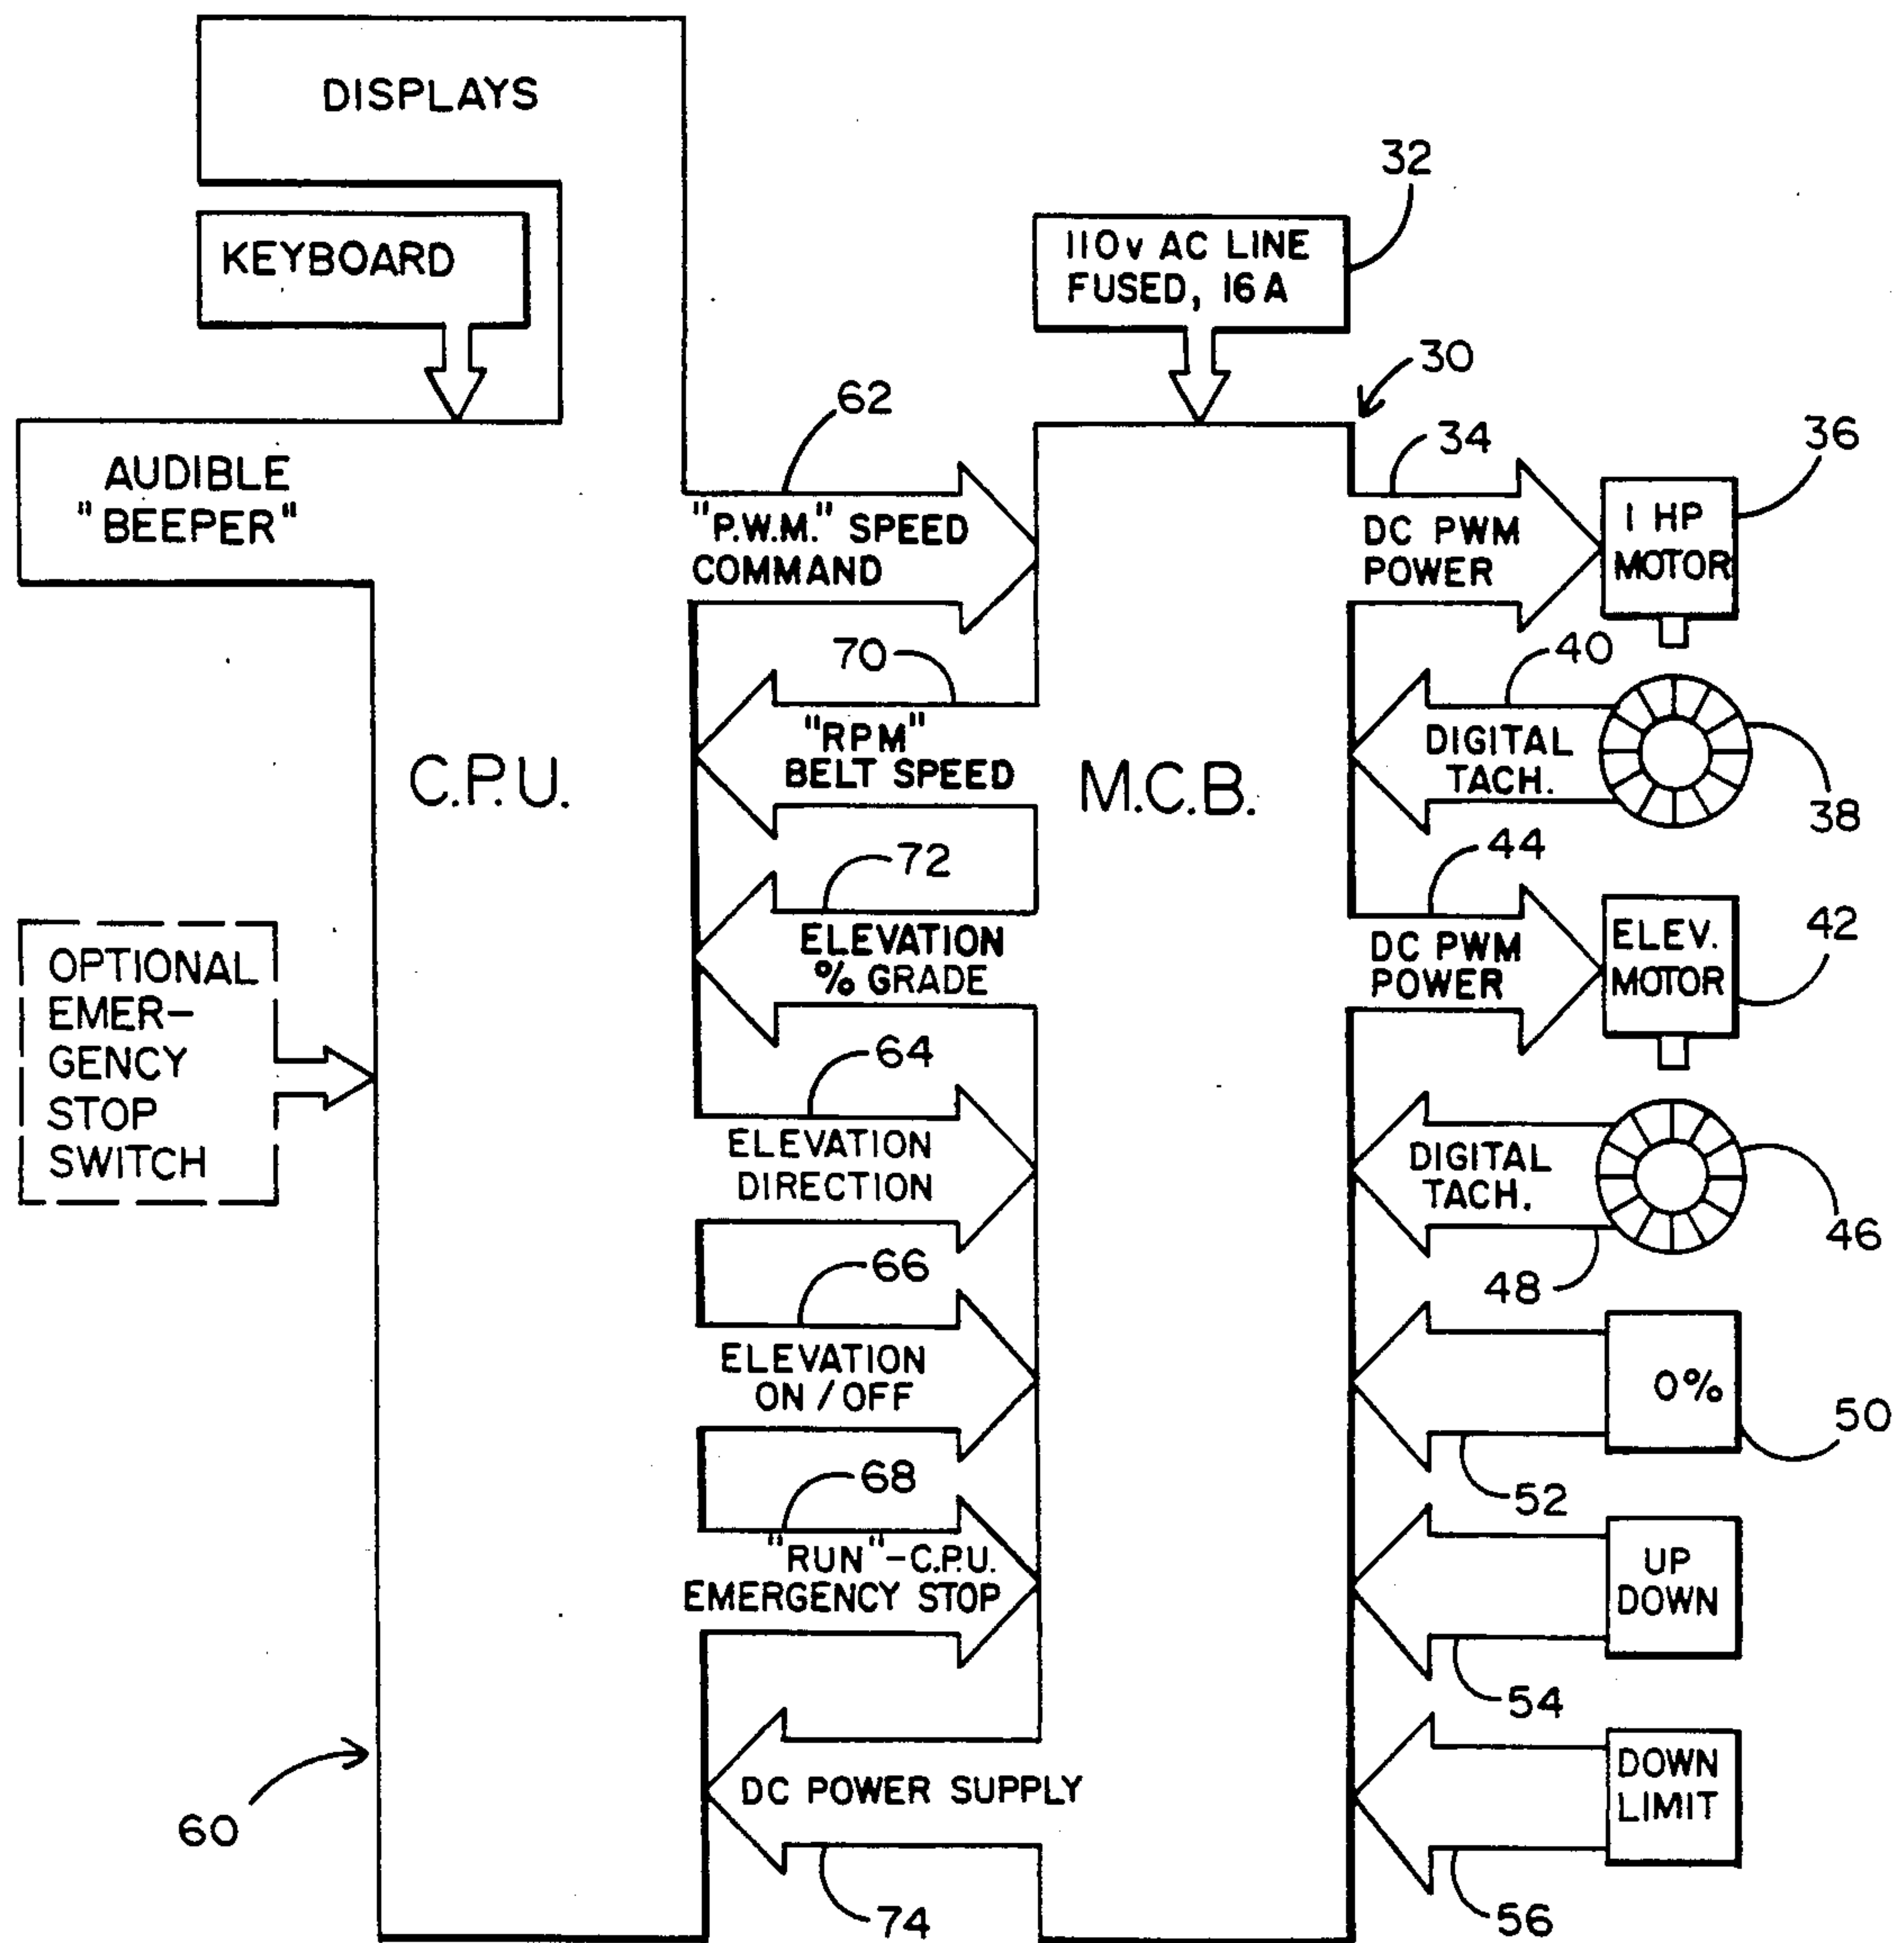 DISPLAYS
KEYBOARD
AUDIBLE
"BEEPER"
C.P.U.
OPTIONAL
EMER-
GENCY
STOP
SWITCH
60
62
"P.W.M." SPEED
COMMAND
70
"RPM"
BELT SPEED
72
ELEVATION
% GRADE
64
ELEVATION
DIRECTION
66
ELEVATION
ON / OFF
68
"RUN"-C.P.U.
EMERGENCY STOP
DC POWER SUPPLY
74
32
110v AC LINE
FUSED, 16A
30
M.C.B.
34
DC PWM
POWER
36
1 HP
MOTOR
40
DIGITAL
TACH.
38
44
DC PWM
POWER
ELEV.
MOTOR
42
DIGITAL
TACH.
46
48
0%
50
52
UP
DOWN
54
DOWN
LIMIT
56